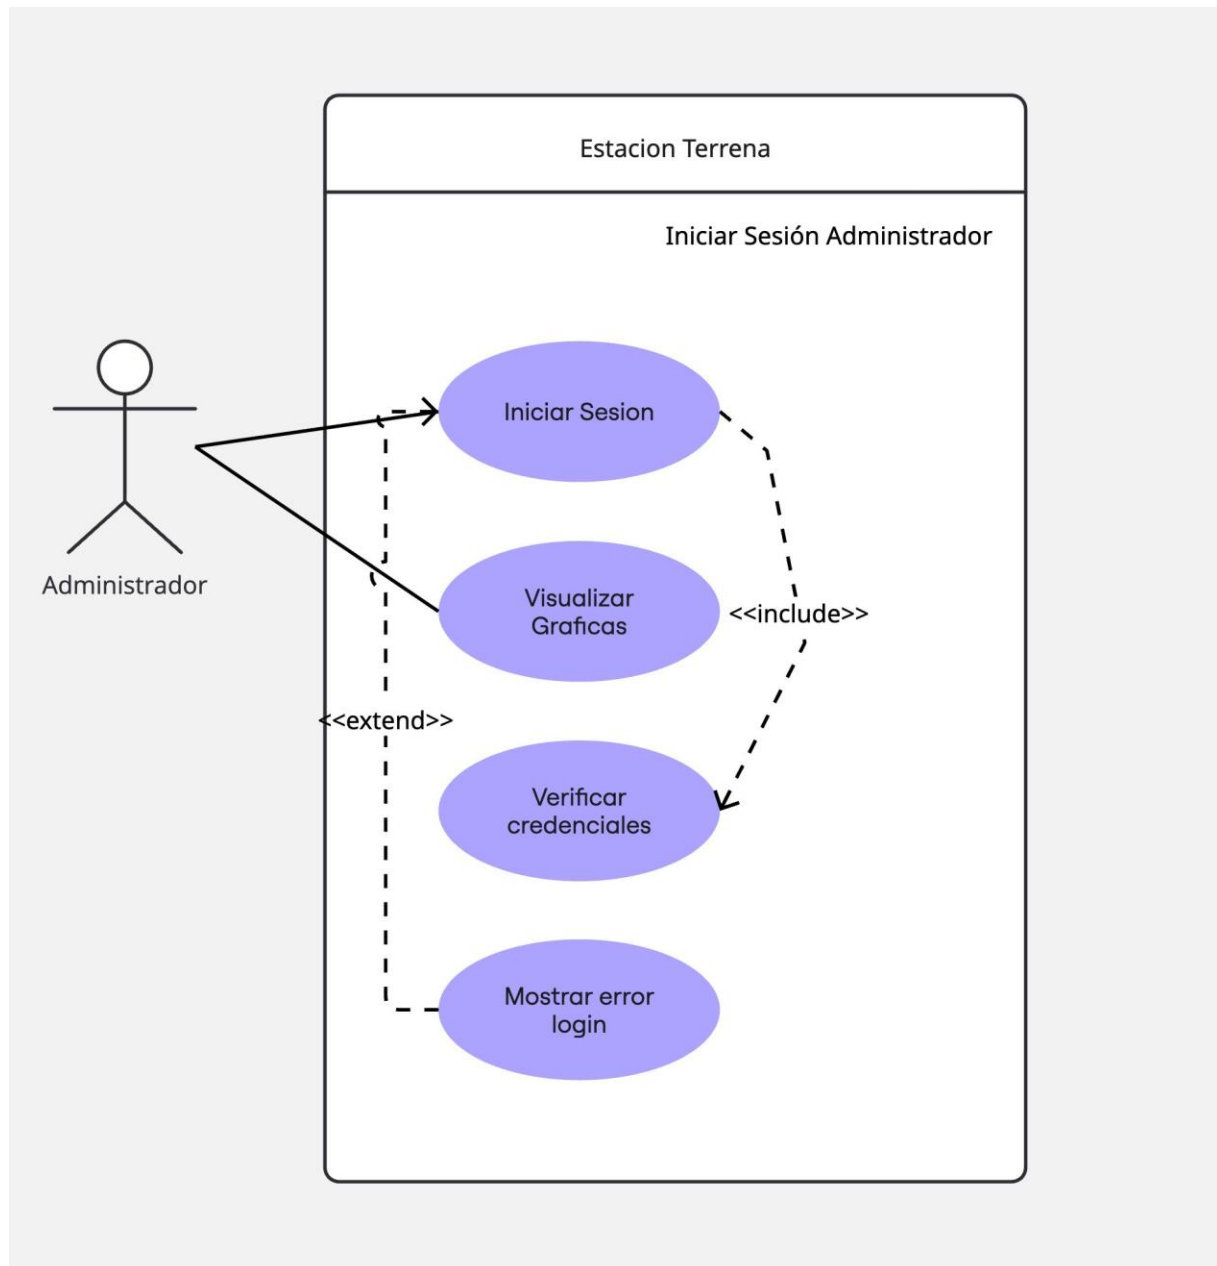 Estacion Terrena
Iniciar Sesión Administrador
Iniciar Sesion
Administrador
Visualizar
Graficas
<<include>>
<<extend>>
Verificar
credenciales
Mostrar error
login